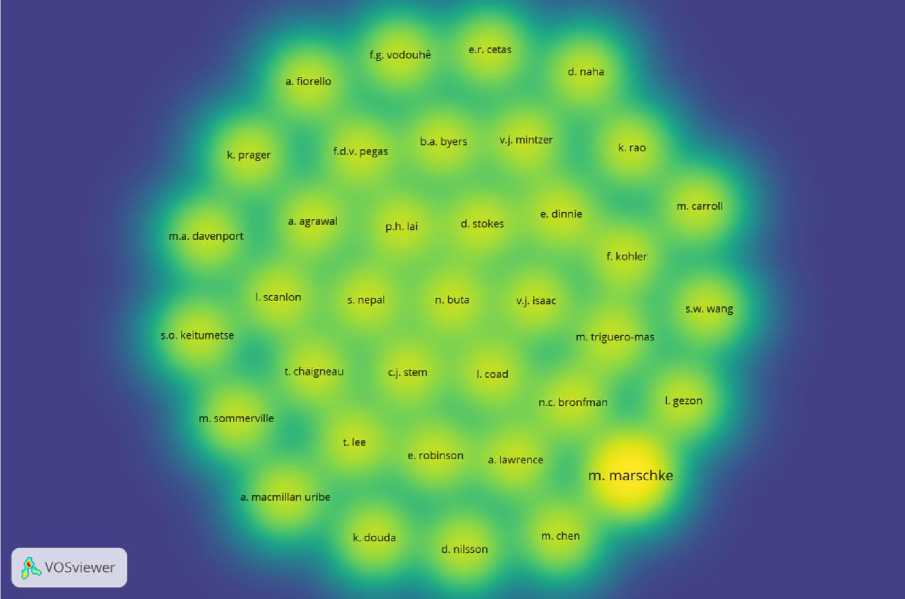 f.g. vodouhê
e.r. cetas
d. naha
a. fiorello
b.a. byers
v.j. mintzer
k. rao
f.d.v. pegas
k. prager
m. carroll
e. dinnie
a. agrawal
d. stokes
p.h. lai
m.a. davenport
f. kohler
l. scanlon
s. nepal
n. buta
v.j. isaac
s.w. wang
s.o. keitumetse
m. triguero-mas
t. chaigneau
c.j. stem
l. coad
n.c. bronfman
l. gezon
m. sommerville
t. lee
e. robinson
a. lawrence
m. marschke
a. macmillan uribe
k. douda
m. chen
d. nilsson
VOSviewer